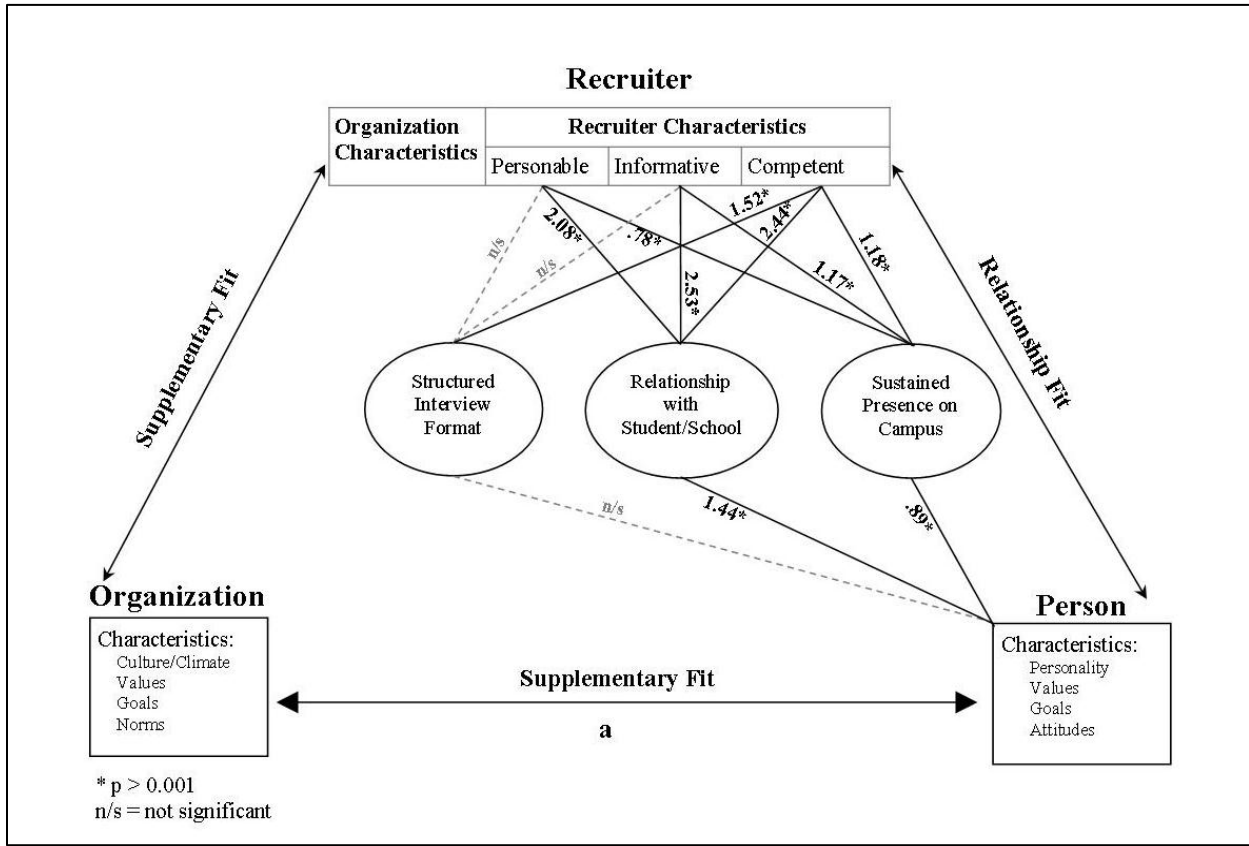 Recruiter
Organization
Characteristics
Recruiter Characteristics
Personable
Informative
Competent
n/s
2.08*
.78*
n/s
2.53*
1.52*
2.44*
1.17*
1.18*
Supplementary Fit
Relationship Fit
Structured
Interview
Format
Relationship
with
Student/School
Sustained
Presence on
Campus
n/s
1.44*
.89*
Organization
Characteristics:
Culture/Climate
Values
Goals
Norms
Supplementary Fit
a
Person
Characteristics:
Personality
Values
Goals
Attitudes
* p > 0.001
n/s = not significant